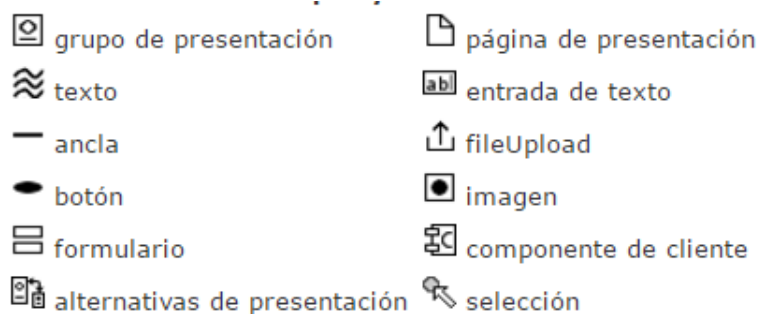 grupo de presentación página de presentación
texto ab entrada de texto
ancla fileUpload
botón imagen
formulario componente de cliente
alternativas de presentación selección